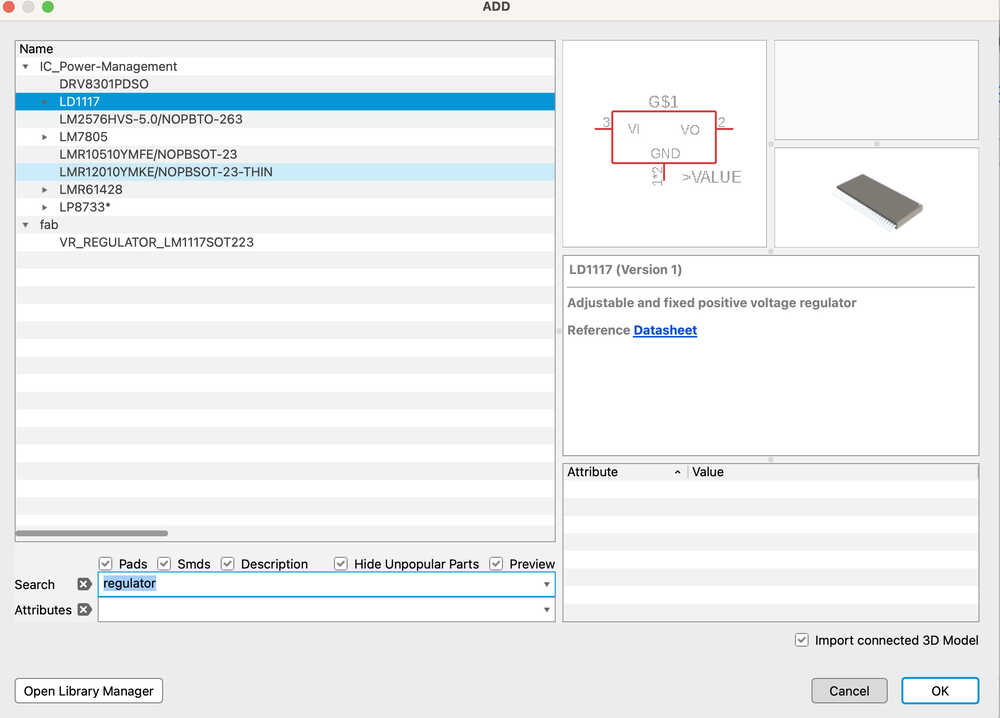 ADD
Name
IC_Power-Management
DRV8301PDSO
LD1117
LM2576HVS-5.0/NOPBTO-263
LM7805
LMR10510YMFE/NOPBSOT-23
LMR12010YMKE/NOPBSOT-23-THIN
LMR61428
LP8733*
fab
VR_REGULATOR_LM1117SOT223
G$1
3 VI VO 2
GND
1*2 >VALUE
LD1117 (Version 1)
Adjustable and fixed positive voltage regulator
Reference Datasheet
Attribute Value
Pads Smds Description Hide Unpopular Parts Preview
Search regulator
Attributes
Import connected 3D Model
Open Library Manager Cancel OK